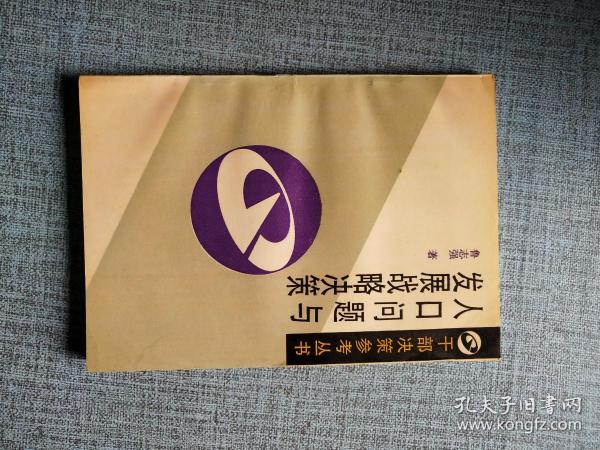 干部决策参考丛书
人口问题与
发展战略决策
鲁志强 著
孔夫子旧书网
www.kongfz.com